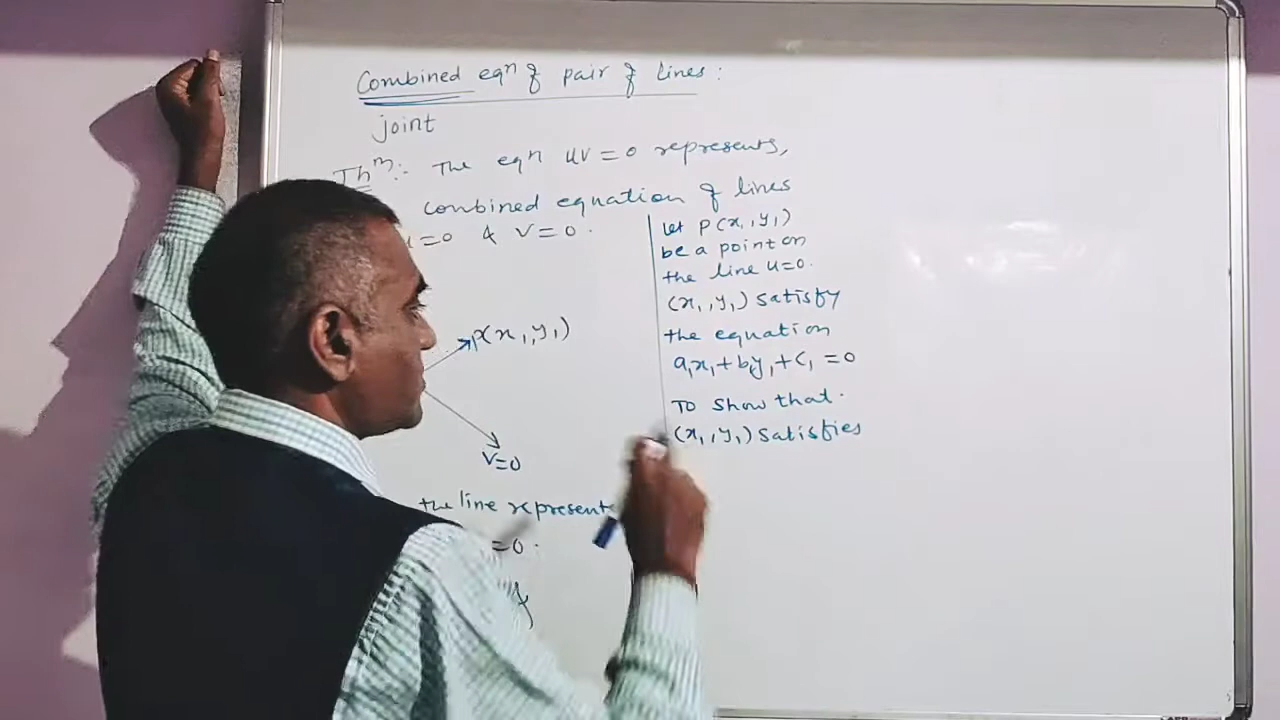 Combined eqn of pair of lines :
joint
Thm :- The eqn uv = 0 represents,
combined equation of lines
u=0 & v=0.
p(x1, y1)
v=0
the line represent
=0.
let p(x1, y1)
be a point on
the line u=0.
(x1, y1) satisfy
the equation
a1x1 + b1y1 + c1 = 0
To show that.
(x1, y1) satisfies